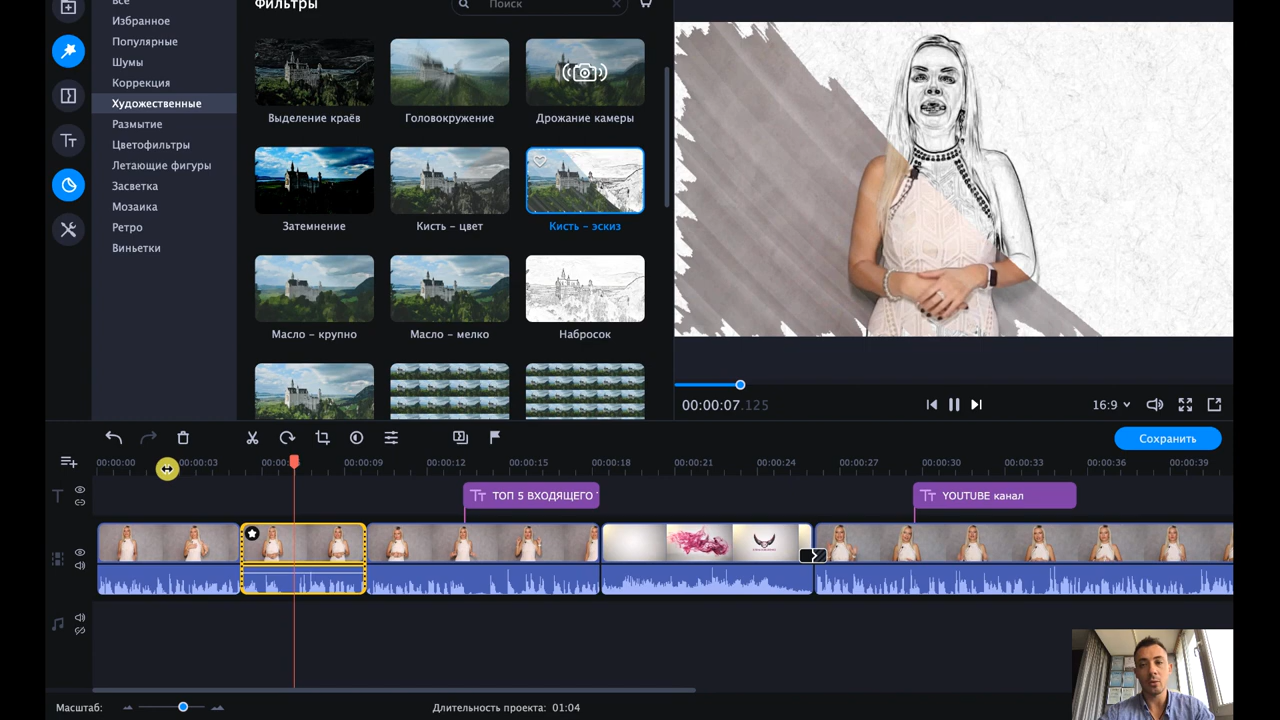 Все
Избранное
Популярные
Шумы
Коррекция
Художественные
Размытие
Цветофильтры
Летающие фигуры
Засветка
Мозаика
Ретро
Виньетки
Фильтры
Поиск
Выделение краёв
Головокружение
Дрожание камеры
Затемнение
Кисть – цвет
Кисть – эскиз
Масло – крупно
Масло – мелко
Набросок
00:00:07.125
16:9
Сохранить
00:00:00
00:00:03
00:00:09
00:00:12
00:00:15
00:00:18
00:00:21
00:00:24
00:00:27
00:00:30
00:00:33
00:00:36
00:00:39
ТОП 5 ВХОДЯЩЕГО
YOUTUBE канал
Масштаб:
Длительность проекта: 01:04